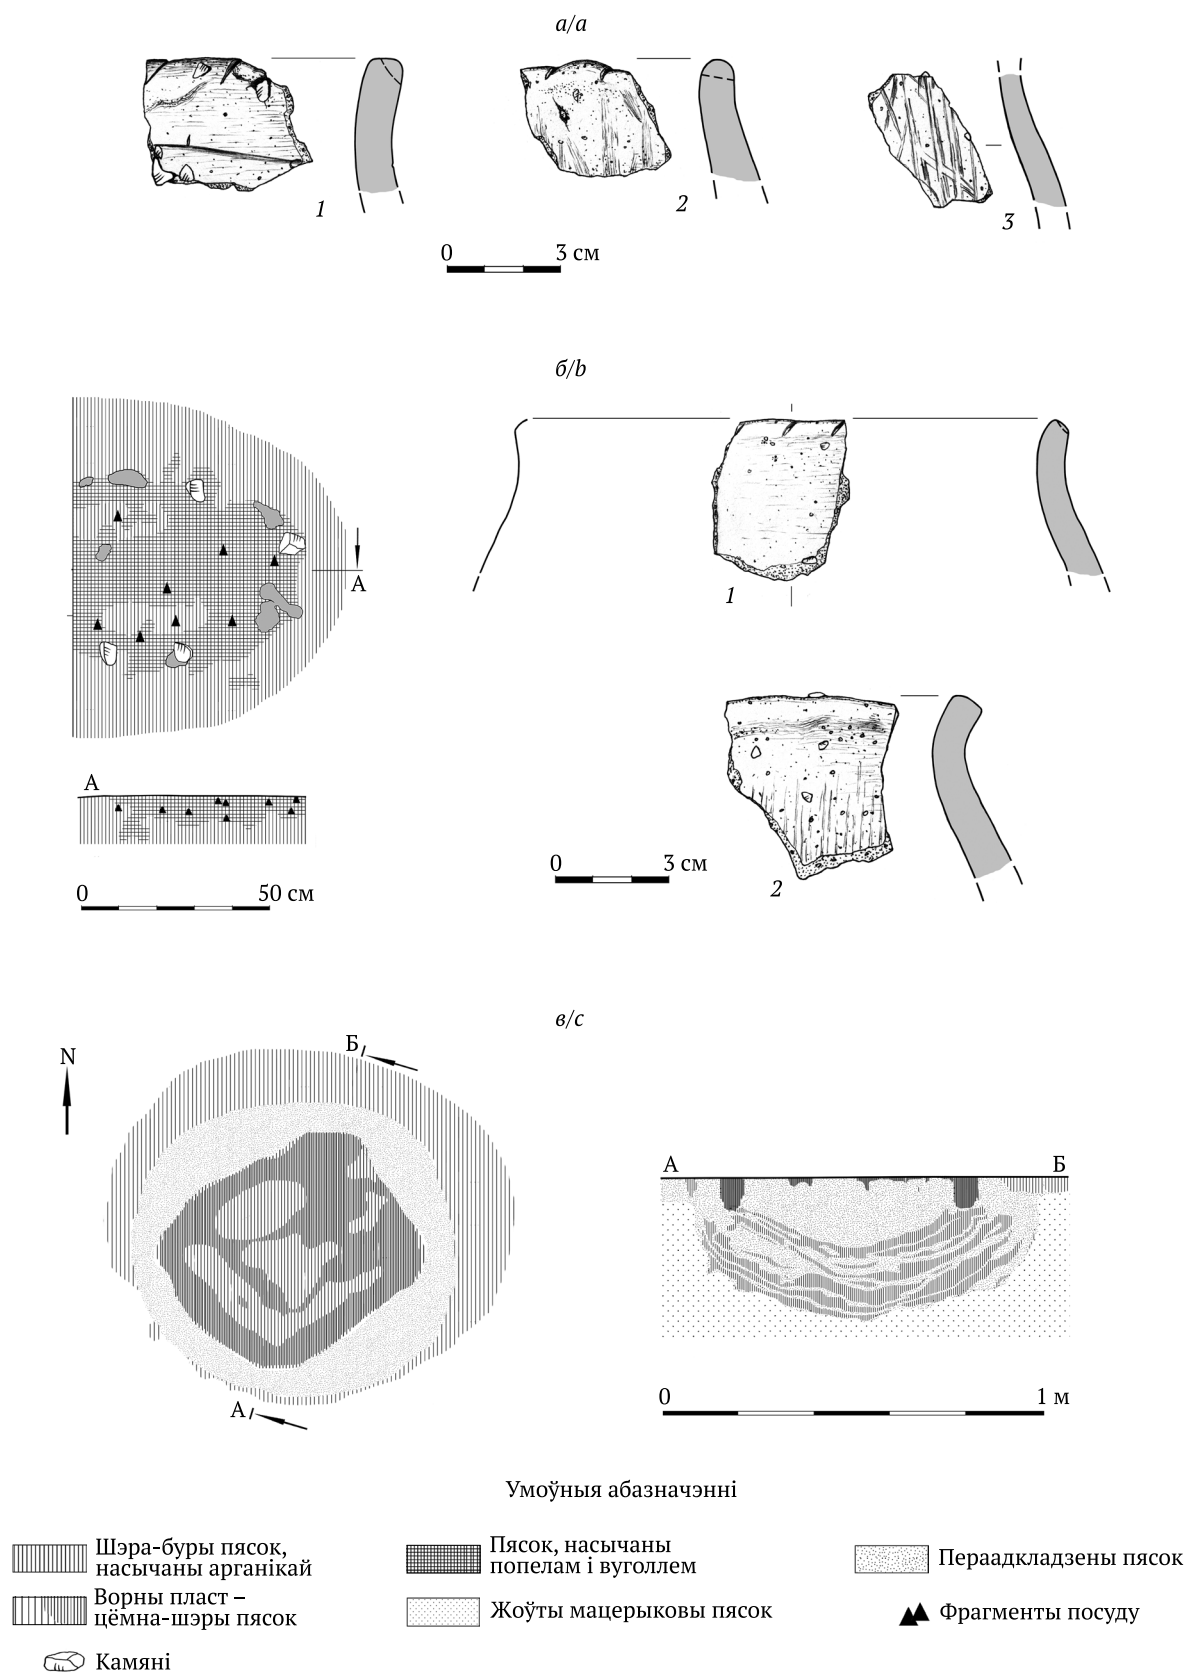 а/a
1
2
3
0 3 см
б/b
А
1
А
0 50 см
0 3 см
2
в/c
N
Б
А Б
А
0 1 м
Умоўныя абазначэнні
Шэра-буры пясок,
насычаны арганікай
Пясок, насычаны
попелам і вуголлем
Пераадкладзены пясок
Ворны пласт –
цёмна-шэры пясок
Жоўты мацерыковы пясок
Фрагменты посуду
Камяні